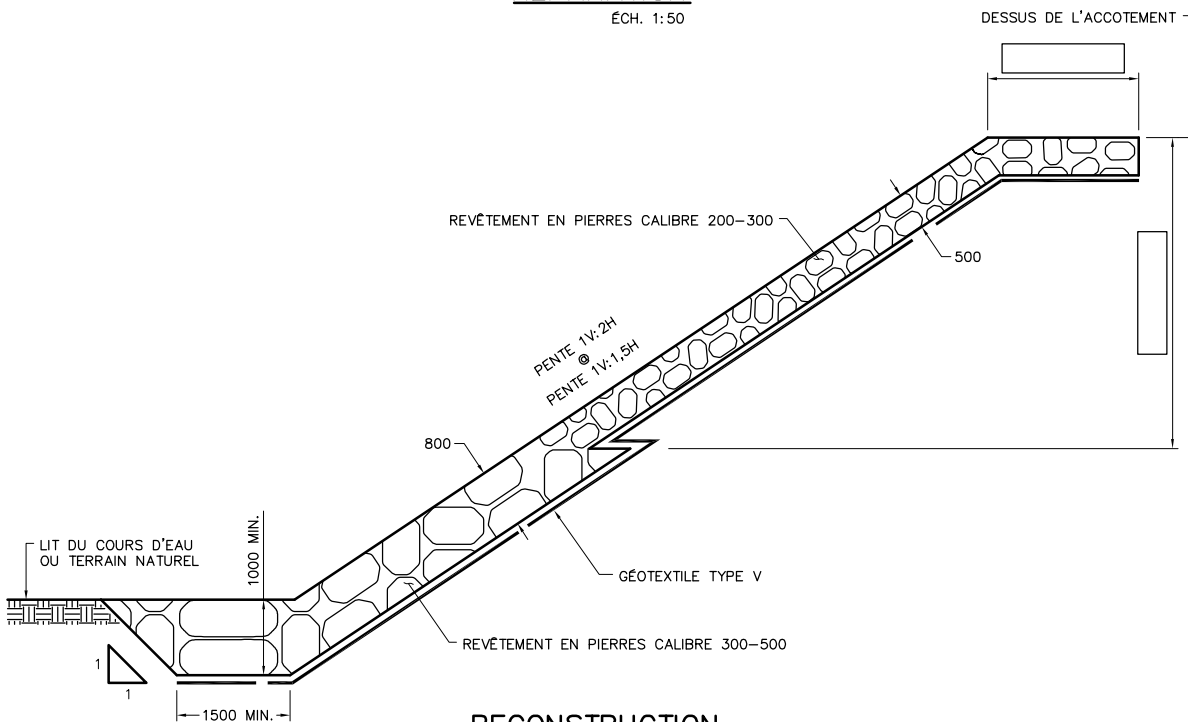 ÉCH. 1:50
DESSUS DE L'ACCOTEMENT
REVÊTEMENT EN PIERRES CALIBRE 200-300
500
PENTE 1V:2H
PENTE 1V:1,5H
800
1000 MIN.
LIT DU COURS D'EAU
OU TERRAIN NATUREL
GÉOTEXTILE TYPE V
REVÊTEMENT EN PIERRES CALIBRE 300-500
1
1
1500 MIN.
RECONSTRUCTION